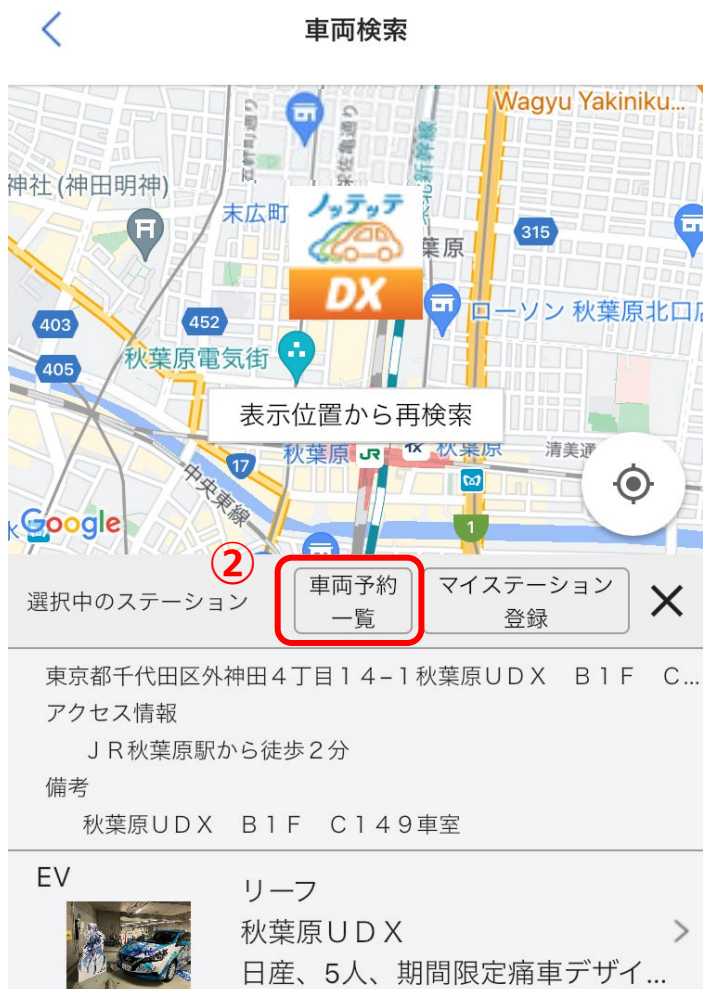 車両検索
Wagyu Yakiniku...
神社 (神田明神)
末広町
ノッテッテ
DX
葉原
315
ローソン 秋葉原北口店
403
452
405
秋葉原電気街
表示位置から再検索
17
秋葉原
JR
秋葉原
清美通
中央東線
Google
1
②
選択中のステーション
車両予約
一覧
マイステーション
登録
東京都千代田区外神田４丁目１４−１秋葉原ＵＤＸ　Ｂ１Ｆ　Ｃ...
アクセス情報
ＪＲ秋葉原駅から徒歩２分
備考
秋葉原ＵＤＸ　Ｂ１Ｆ　Ｃ１４９車室
EV
リーフ
秋葉原ＵＤＸ
日産、5人、期間限定痛車デザイ...